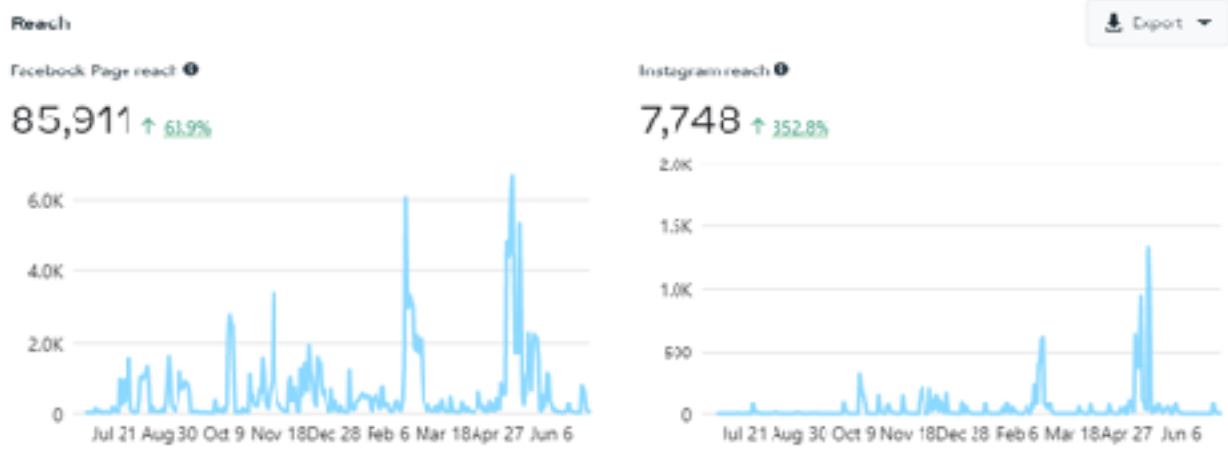 Reach
Export
Facebook Page reach
Instagram reach
85,911 ↑ 63.9%
7,748 ↑ 352.8%
6.0K
4.0K
2.0K
0
Jul 21 Aug 30 Oct 9 Nov 18 Dec 28 Feb 6 Mar 18 Apr 27 Jun 6
2.0K
1.5K
1.0K
500
0
Jul 21 Aug 30 Oct 9 Nov 18 Dec 28 Feb 6 Mar 18 Apr 27 Jun 6